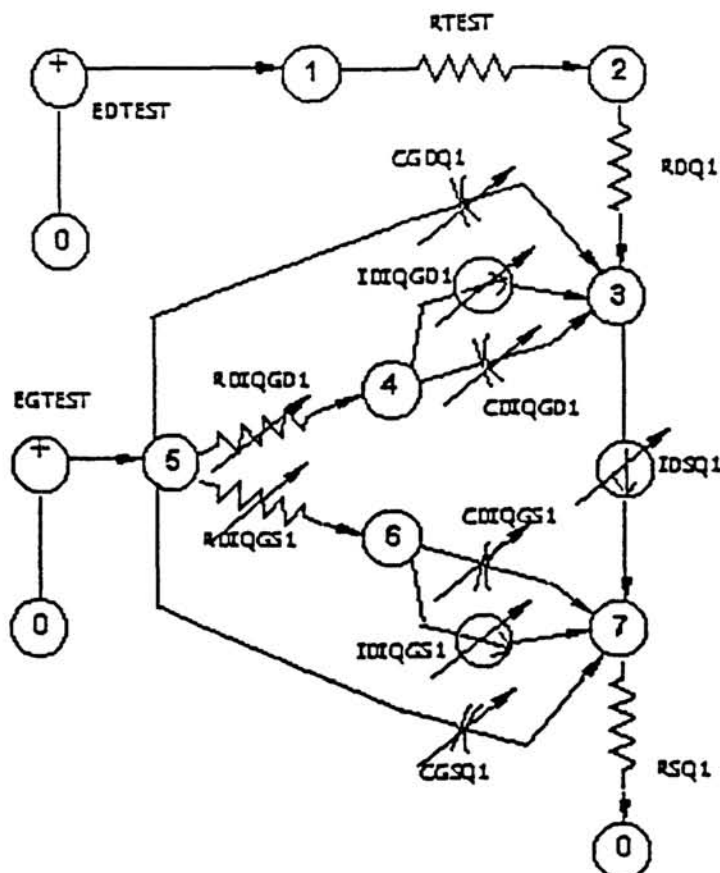 RTEST
+
1
2
EDTEST
CGDQ1
RDQ1
0
IDIQGD1
3
RDIQGD1
4
CDIQGD1
EGTEST
+
5
IDSQ1
RDIQGS1
6
CDIQGS1
0
IDIQGS1
7
CGSQ1
RSQ1
0